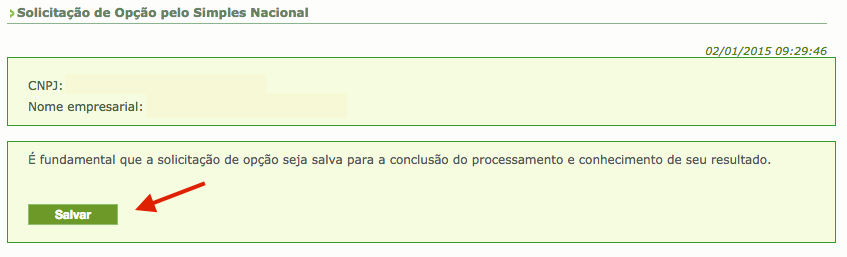 Solicitação de Opção pelo Simples Nacional
02/01/2015 09:29:46
CNPJ:
Nome empresarial:
É fundamental que a solicitação de opção seja salva para a conclusão do processamento e conhecimento de seu resultado.
Salvar